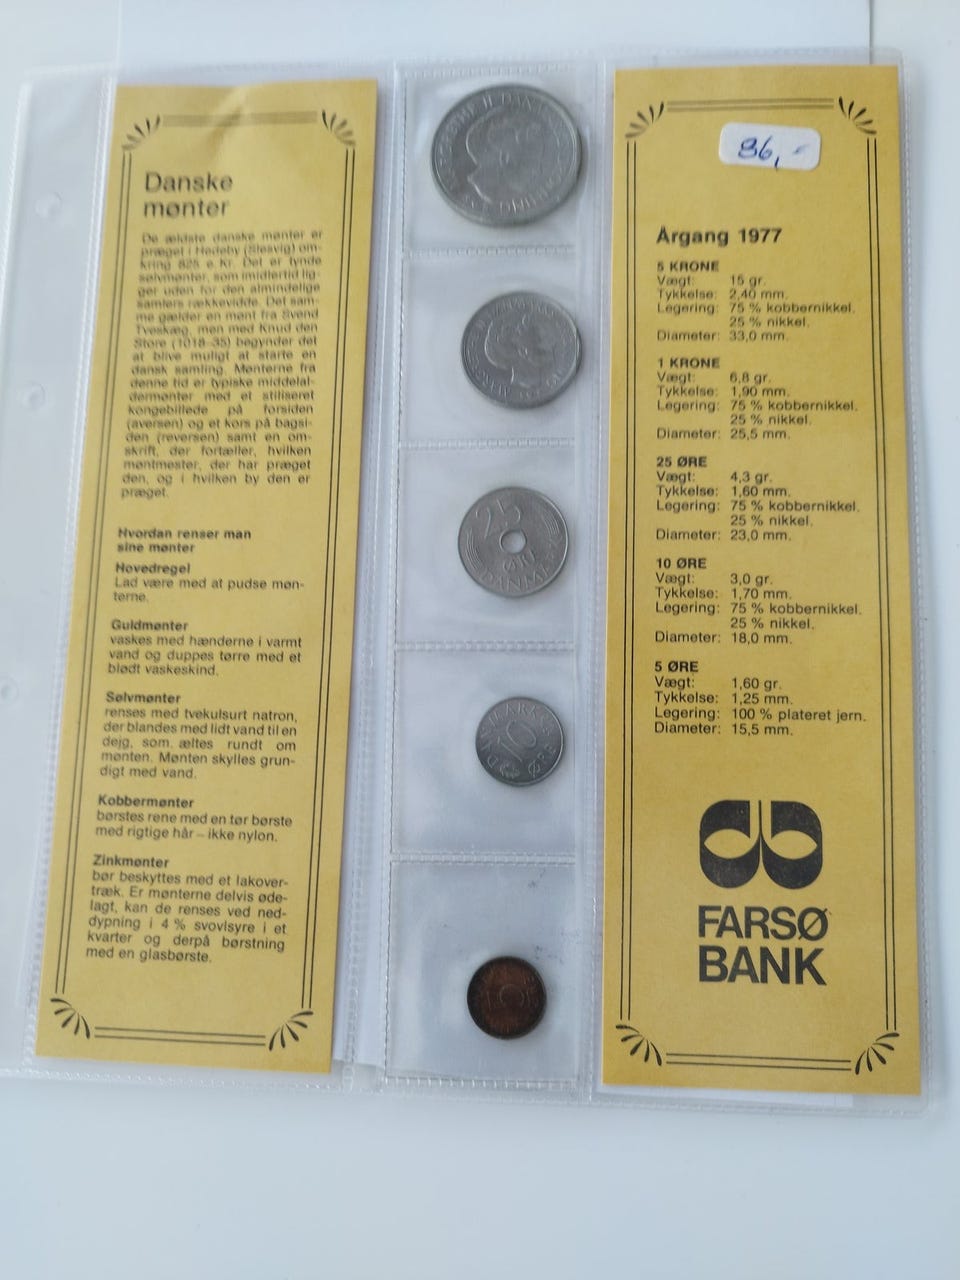 Danske
mønter
De ældste danske mønter er
præget i Hedeby (Slesvig) om-
kring 825 e.Kr. Det er tynde
sølvmønter, som imidlertid lig-
ger uden for den almindelige
samlers rækkevidde. Det sam-
me gælder en mønt fra Svend
Tveskæg, men med Knud den
Store (1018-35) begynder det
at blive muligt at starte en
dansk samling. Mønterne fra
denne tid er typiske middelal-
dermønter med et stiliseret
kongebillede på forsiden
(aversen) og et kors på bagsi-
den (reversen) samt en om-
skrift, der fortæller, hvilken
møntmester, der har præget
den, og i hvilken by den er
præget.
Hvordan renser man
sine mønter
Hovedregel
Lad være med at pudse møn-
terne.
Guldmønter
vaskes med hænderne i varmt
vand og duppes tørre med et
blødt vaskeskind.
Sølvmønter
renses med tvekulsurt natron,
der blandes med lidt vand til en
dejg, som æltes rundt om
mønten. Mønten skylles grun-
digt med vand.
Kobbermønter
børstes rene med en tør børste
med rigtige hår – ikke nylon.
Zinkmønter
bør beskyttes med et lakover-
træk. Er mønterne delvis øde-
lagt, kan de renses ved ned-
dypning i 4 % svovlsyre i et
kvarter og derpå børstning
med en glasbørste.
25
ØRE
DANMARK
DANMARK
10
ØRE
5
86,-
Årgang 1977
5 KRONE
Vægt: 15 gr.
Tykkelse: 2,40 mm.
Legering: 75 % kobbernikkel.
25 % nikkel.
Diameter: 33,0 mm.
1 KRONE
Vægt: 6,8 gr.
Tykkelse: 1,90 mm.
Legering: 75 % kobbernikkel.
25 % nikkel.
Diameter: 25,5 mm.
25 ØRE
Vægt: 4,3 gr.
Tykkelse: 1,60 mm.
Legering: 75 % kobbernikkel.
25 % nikkel.
Diameter: 23,0 mm.
10 ØRE
Vægt: 3,0 gr.
Tykkelse: 1,70 mm.
Legering: 75 % kobbernikkel.
25 % nikkel.
Diameter: 18,0 mm.
5 ØRE
Vægt: 1,60 gr.
Tykkelse: 1,25 mm.
Legering: 100 % plateret jern.
Diameter: 15,5 mm.
FARSØ
BANK